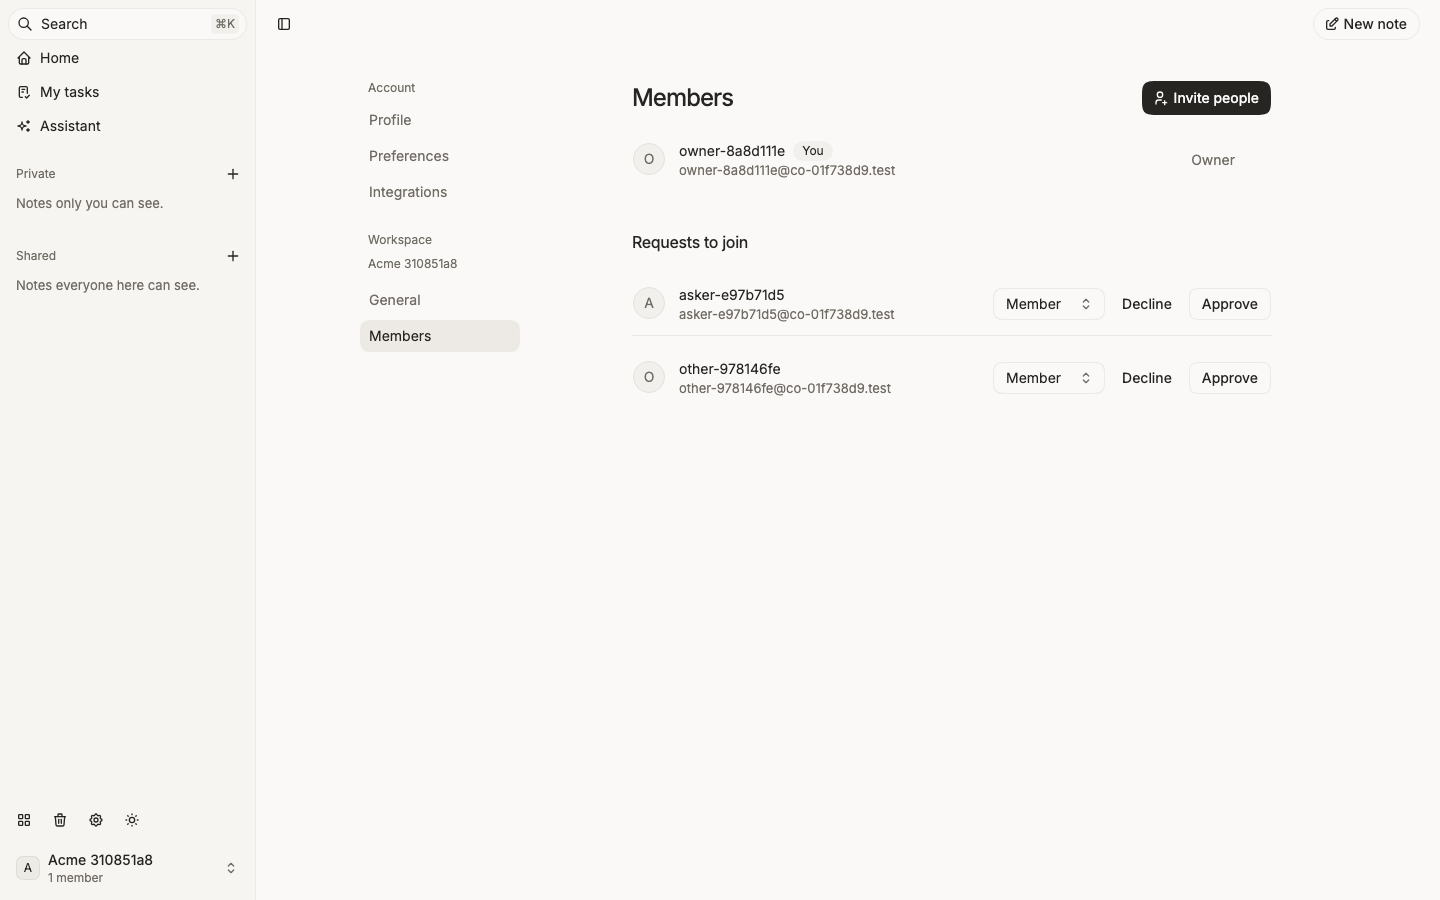 Search ⌘K
Home
My tasks
Assistant
Private
Notes only you can see.
Shared
Notes everyone here can see.
A
Acme 310851a8
1 member
New note
Account
Profile
Preferences
Integrations
Workspace
Acme 310851a8
General
Members
Members
Invite people
O
owner-8a8d111e You
owner-8a8d111e@co-01f738d9.test
Owner
Requests to join
A
asker-e97b71d5
asker-e97b71d5@co-01f738d9.test
Member Decline Approve
O
other-978146fe
other-978146fe@co-01f738d9.test
Member Decline Approve